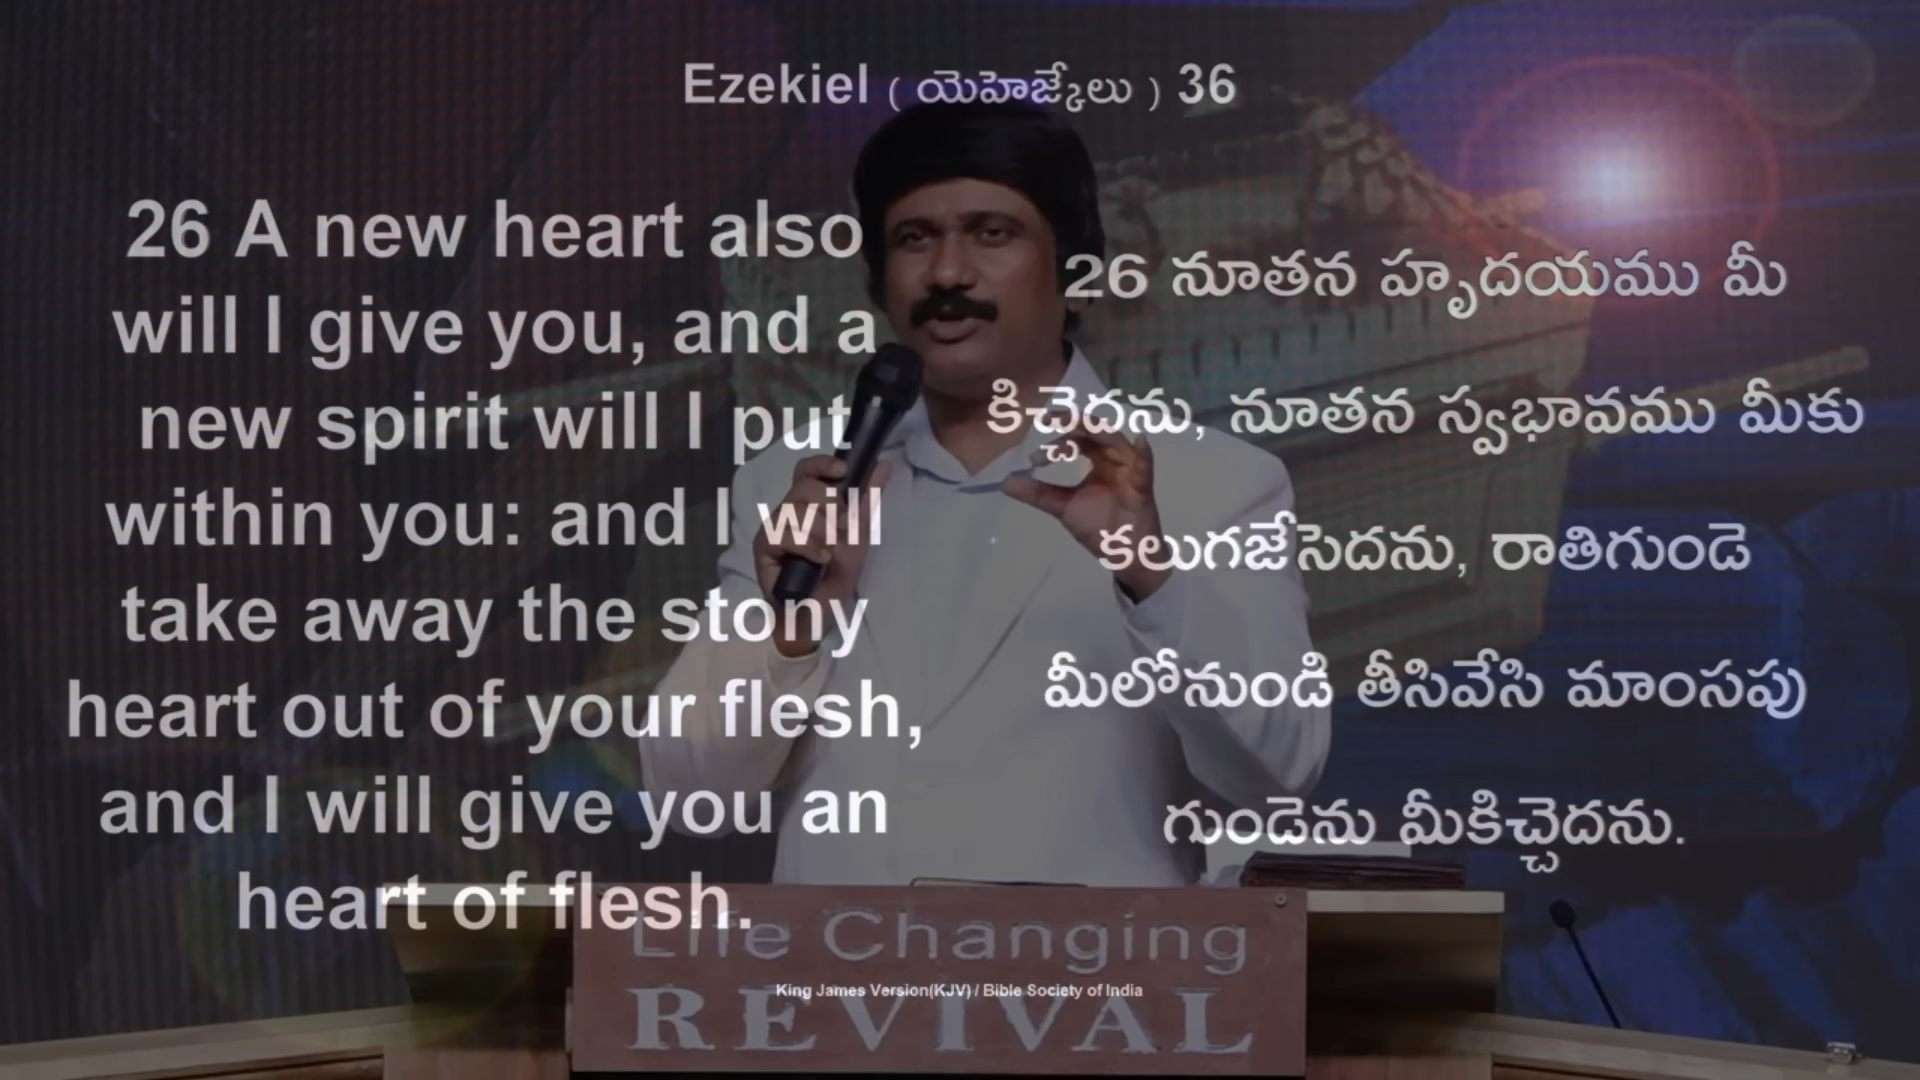 Ezekiel ( యెహెజ్కేలు ) 36
26 A new heart also
will I give you, and a
new spirit will I put
within you: and I will
take away the stony
heart out of your flesh,
and I will give you an
heart of flesh.
26 నూతన హృదయము మీ
కిచ్చెదను, నూతన స్వభావము మీకు
కలుగజేసెదను, రాతిగుండె
మీలోనుండి తీసివేసి మాంసపు
గుండెను మీకిచ్చెదను.
Life Changing
King James Version(KJV) / Bible Society of India
REVIVAL